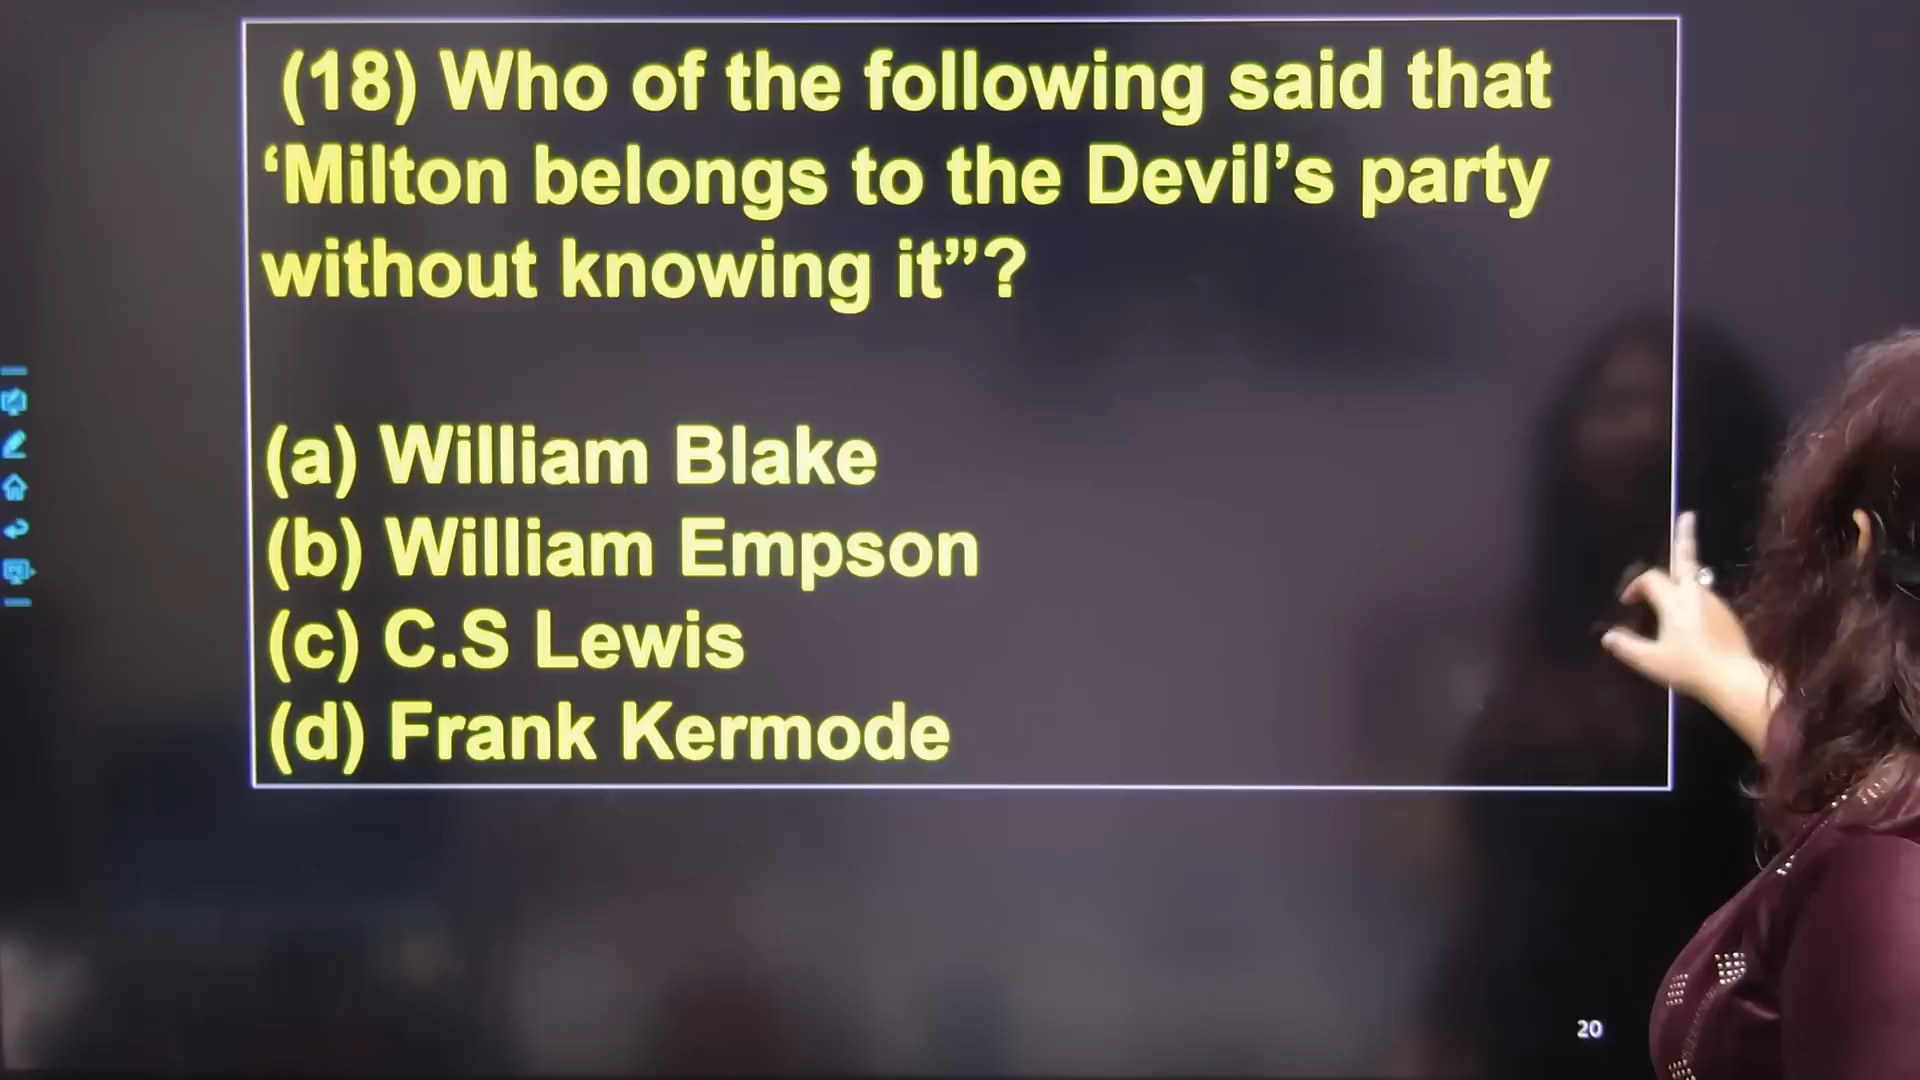 (18) Who of the following said that
‘Milton belongs to the Devil’s party
without knowing it”?
(a) William Blake
(b) William Empson
(c) C.S Lewis
(d) Frank Kermode
20